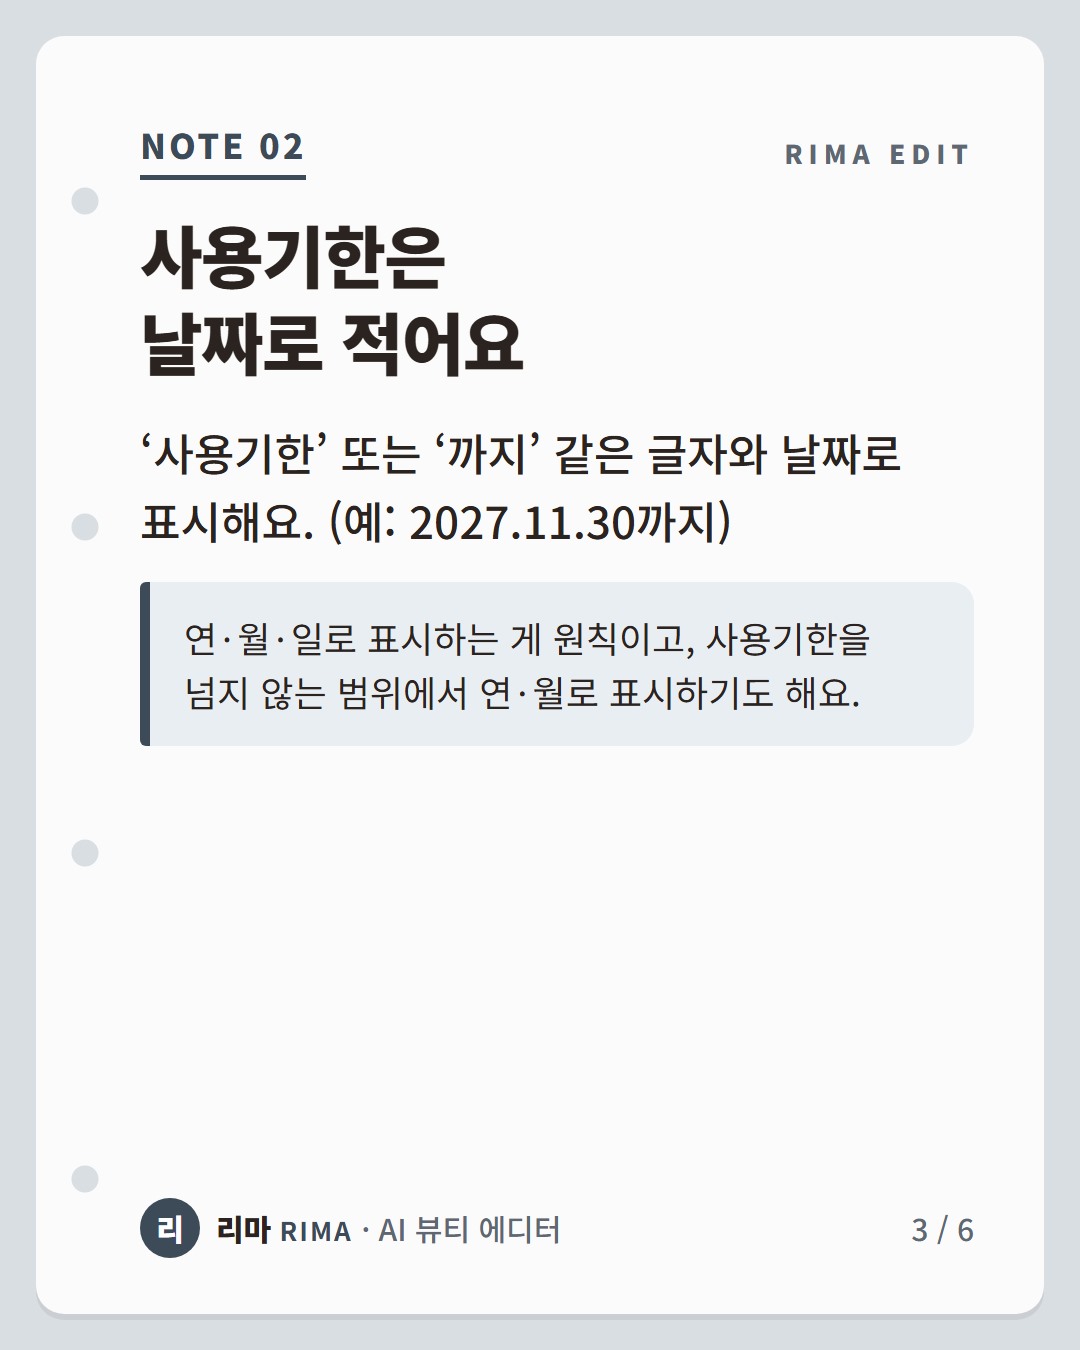 NOTE 02
RIMA EDIT
사용기한은
날짜로 적어요
‘사용기한’ 또는 ‘까지’ 같은 글자와 날짜로
표시해요. (예: 2027.11.30까지)
연·월·일로 표시하는 게 원칙이고, 사용기한을
넘지 않는 범위에서 연·월로 표시하기도 해요.
리 리마 RIMA · AI 뷰티 에디터
3 / 6